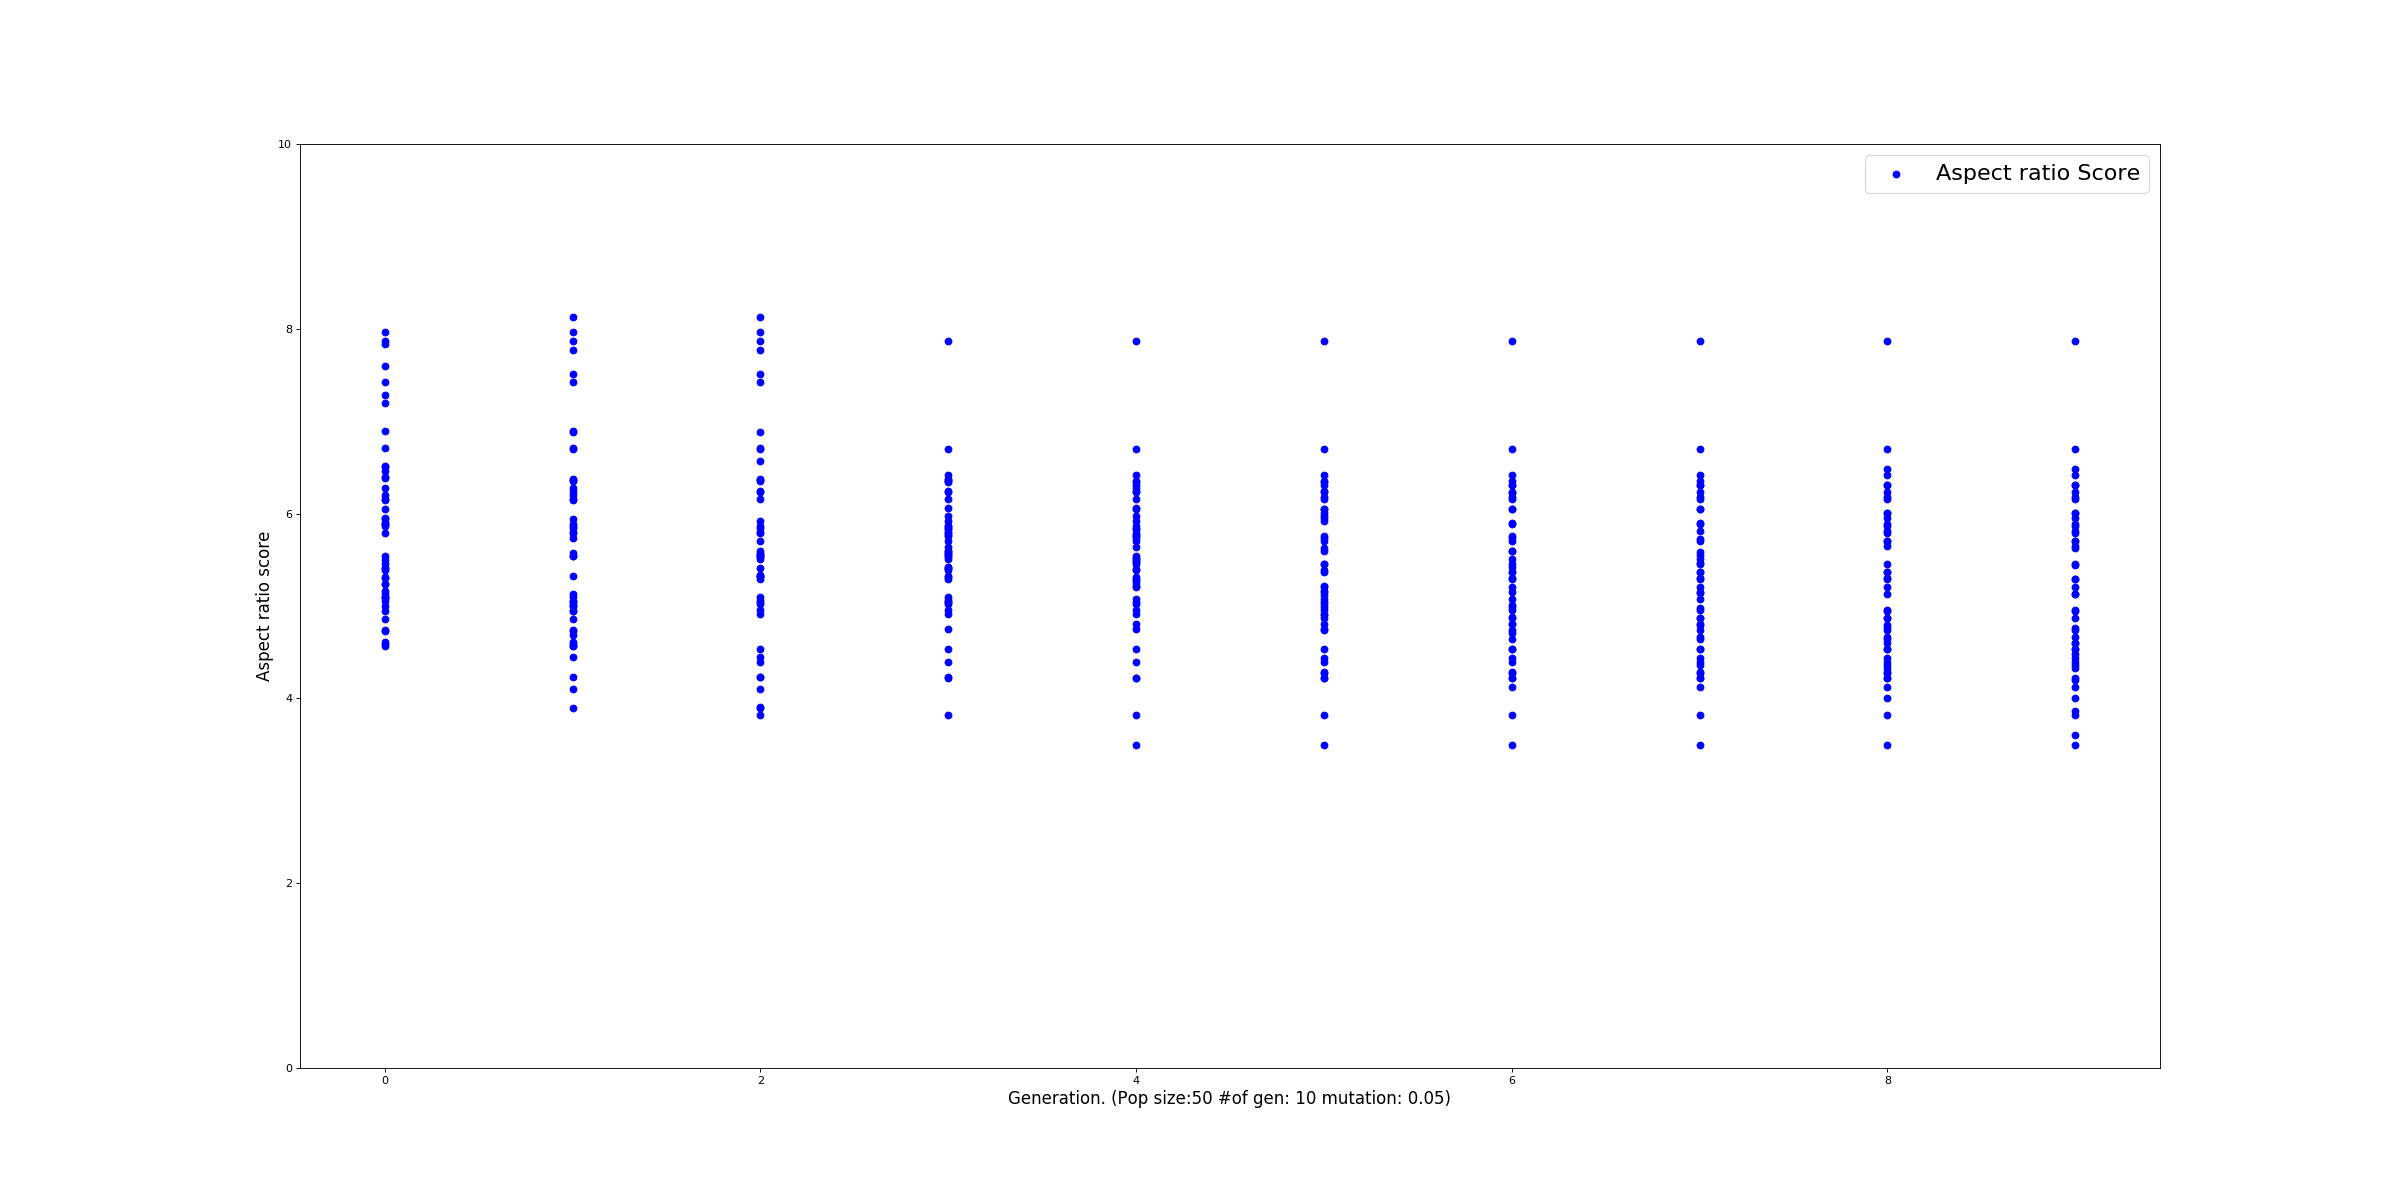 Aspect ratio Score
10
8
6
4
2
0
Aspect ratio score
0 2 4 6 8
Generation. (Pop size:50 #of gen: 10 mutation: 0.05)